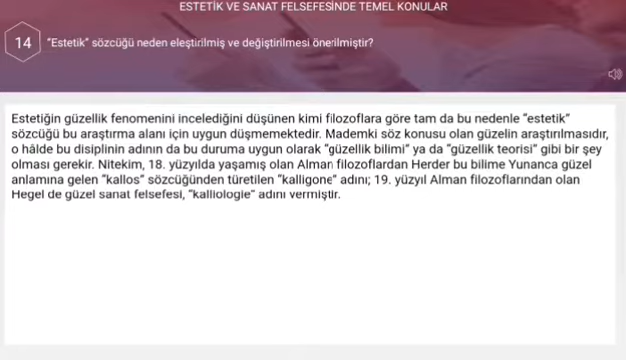 ESTETİK VE SANAT FELSEFESİNDE TEMEL KONULAR
14
"Estetik" sözcüğü neden eleştirilmiş ve değiştirilmesi önerilmiştir?
Estetiğin güzellik fenomenini incelediğini düşünen kimi filozoflara göre tam da bu nedenle "estetik"
sözcüğü bu araştırma alanı için uygun düşmemektedir. Mademki söz konusu olan güzelin araştırılmasıdır,
o hâlde bu disiplinin adının da bu duruma uygun olarak "güzellik bilimi" ya da "güzellik teorisi" gibi bir şey
olması gerekir. Nitekim, 18. yüzyılda yaşamış olan Alman filozoflardan Herder bu bilime Yunanca güzel
anlamına gelen "kallos" sözcüğünden türetilen "kalligone" adını; 19. yüzyıl Alman filozoflarından olan
Hegel de güzel sanat felsefesi, "kalliologie" adını vermiştir.